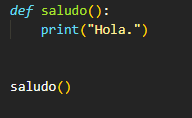 def saludo():
    print("Hola.")
saludo()